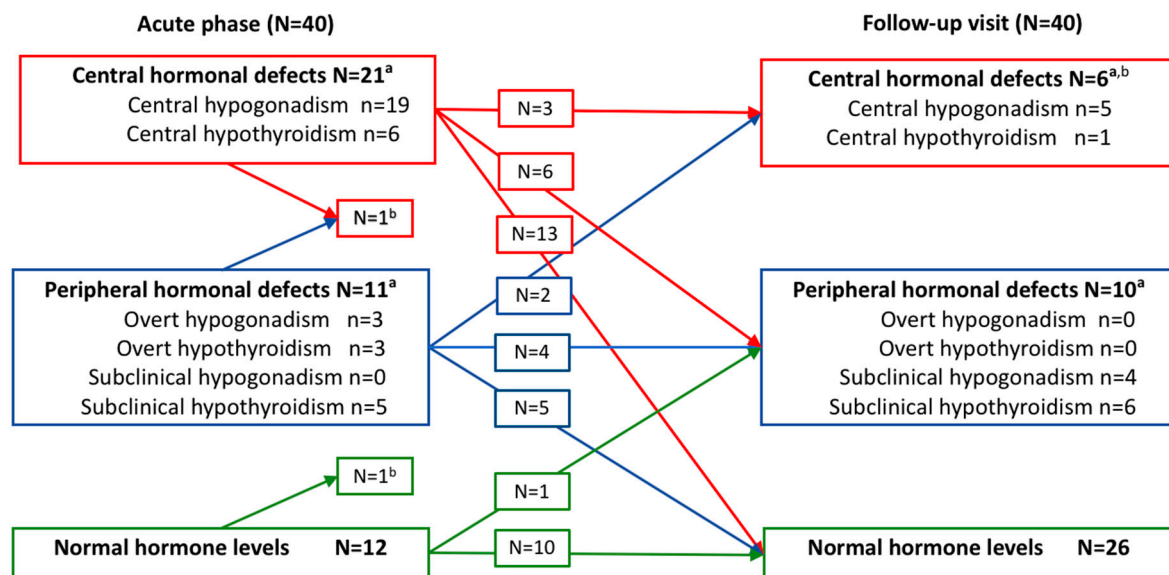 Acute phase (N=40)
Follow-up visit (N=40)
Central hormonal defects N=21ᵃ
Central hypogonadism n=19
Central hypothyroidism n=6
N=3
N=6
N=13
Central hormonal defects N=6ᵃ,ᵇ
Central hypogonadism n=5
Central hypothyroidism n=1
N=1ᵇ
Peripheral hormonal defects N=11ᵃ
Overt hypogonadism n=3
Overt hypothyroidism n=3
Subclinical hypogonadism n=0
Subclinical hypothyroidism n=5
N=2
N=4
N=5
Peripheral hormonal defects N=10ᵃ
Overt hypogonadism n=0
Overt hypothyroidism n=0
Subclinical hypogonadism n=4
Subclinical hypothyroidism n=6
N=1ᵇ
N=1
N=10
Normal hormone levels N=12
Normal hormone levels N=26